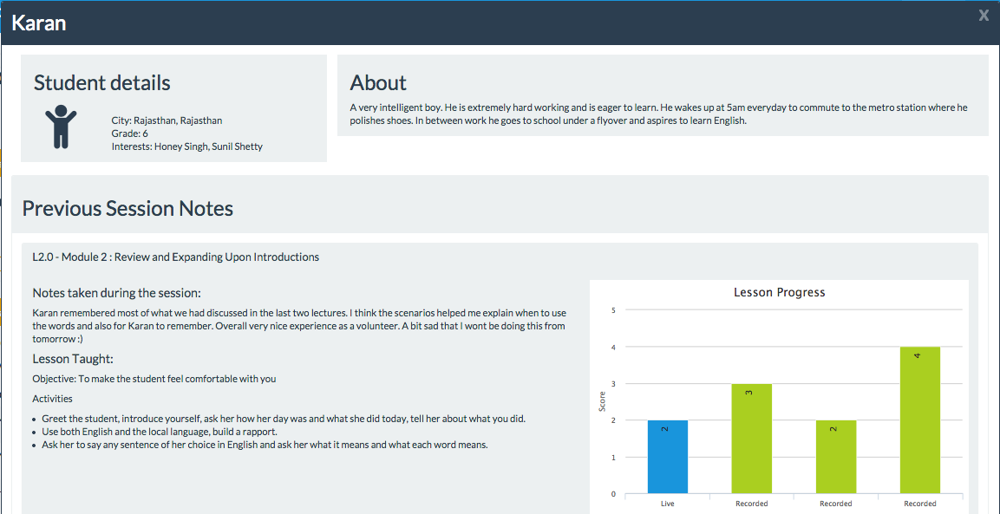 Karan
X
Student details
City: Rajasthan, Rajasthan
Grade: 6
Interests: Honey Singh, Sunil Shetty
About
A very intelligent boy. He is extremely hard working and is eager to learn. He wakes up at 5am everyday to commute to the metro station where he
polishes shoes. In between work he goes to school under a flyover and aspires to learn English.
Previous Session Notes
L2.0 - Module 2 : Review and Expanding Upon Introductions
Notes taken during the session:
Karan remembered most of what we had discussed in the last two lectures. I think the scenarios helped me explain when to use
the words and also for Karan to remember. Overall very nice experience as a volunteer. A bit sad that I wont be doing this from
tomorrow :)
Lesson Taught:
Objective: To make the student feel comfortable with you
Activities
Greet the student, introduce yourself, ask her how her day was and what she did today, tell her about what you did.
Use both English and the local language, build a rapport.
Ask her to say any sentence of her choice in English and ask her what it means and what each word means.
Lesson Progress
Score
5
4
3
2
1
0
2
3
2
4
Live
Recorded
Recorded
Recorded